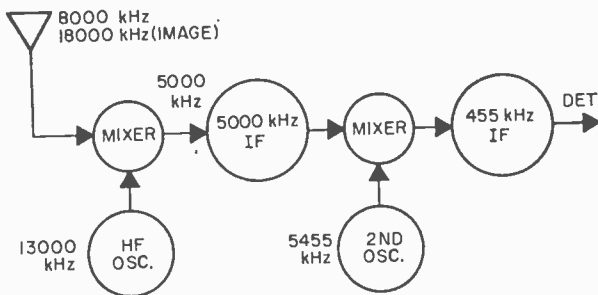 8000 kHz
18000 kHz(IMAGE)
5000
kHz
MIXER
5000 kHz
IF
MIXER
455 kHz
IF
DET
13000
kHz
HF
OSC.
5455
kHz
2ND
OSC.